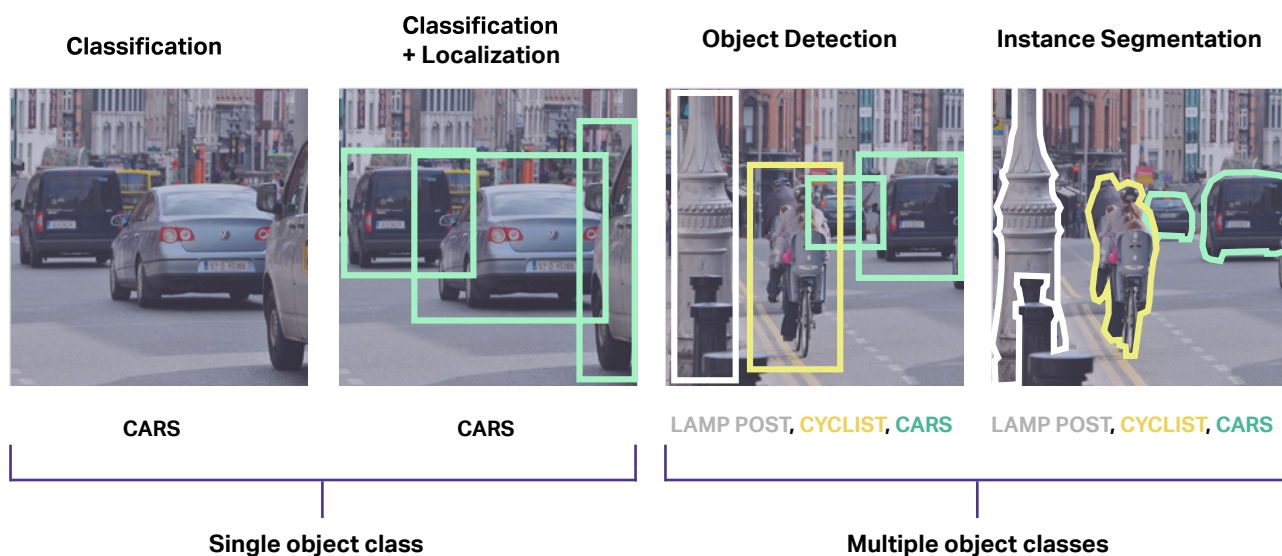 Classification
Classification
+ Localization
Object Detection
Instance Segmentation
CARS
CARS
LAMP POST, CYCLIST, CARS
LAMP POST, CYCLIST, CARS
Single object class
Multiple object classes